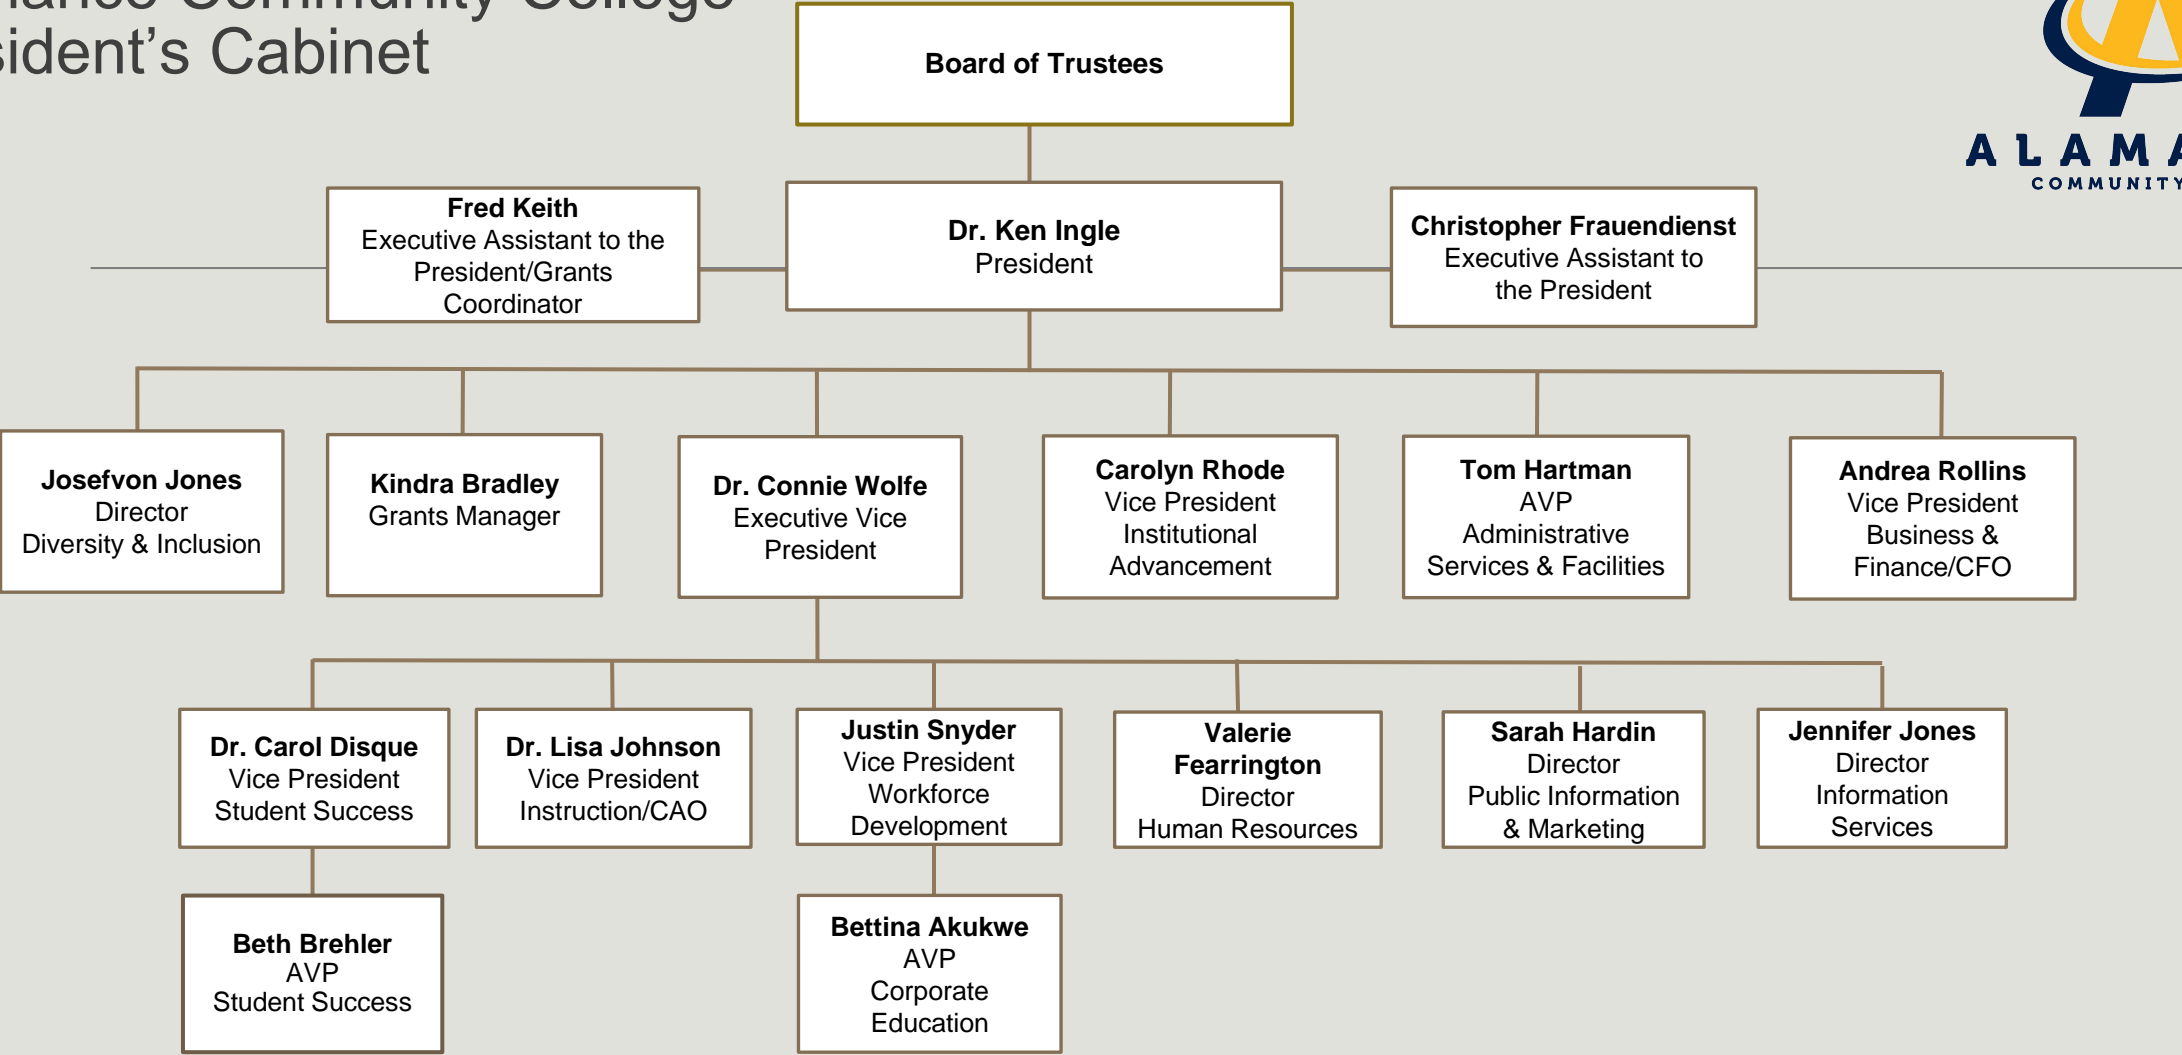 Community College
President's Cabinet
Board of Trustees
ALAMA
COMMUNITY
Fred Keith
Executive Assistant to the
President/Grants
Coordinator
Dr. Ken Ingle
President
Christopher Frauendienst
Executive Assistant to
the President
Josefvon Jones
Director
Diversity & Inclusion
Kindra Bradley
Grants Manager
Dr. Connie Wolfe
Executive Vice
President
Carolyn Rhode
Vice President
Institutional
Advancement
Tom Hartman
AVP
Administrative
Services & Facilities
Andrea Rollins
Vice President
Business &
Finance/CFO
Dr. Carol Disque
Vice President
Student Success
Dr. Lisa Johnson
Vice President
Instruction/CAO
Justin Snyder
Vice President
Workforce
Development
Valerie
Fearrington
Director
Human Resources
Sarah Hardin
Director
Public Information
& Marketing
Jennifer Jones
Director
Information
Services
Beth Brehler
AVP
Student Success
Bettina Akukwe
AVP
Corporate
Education